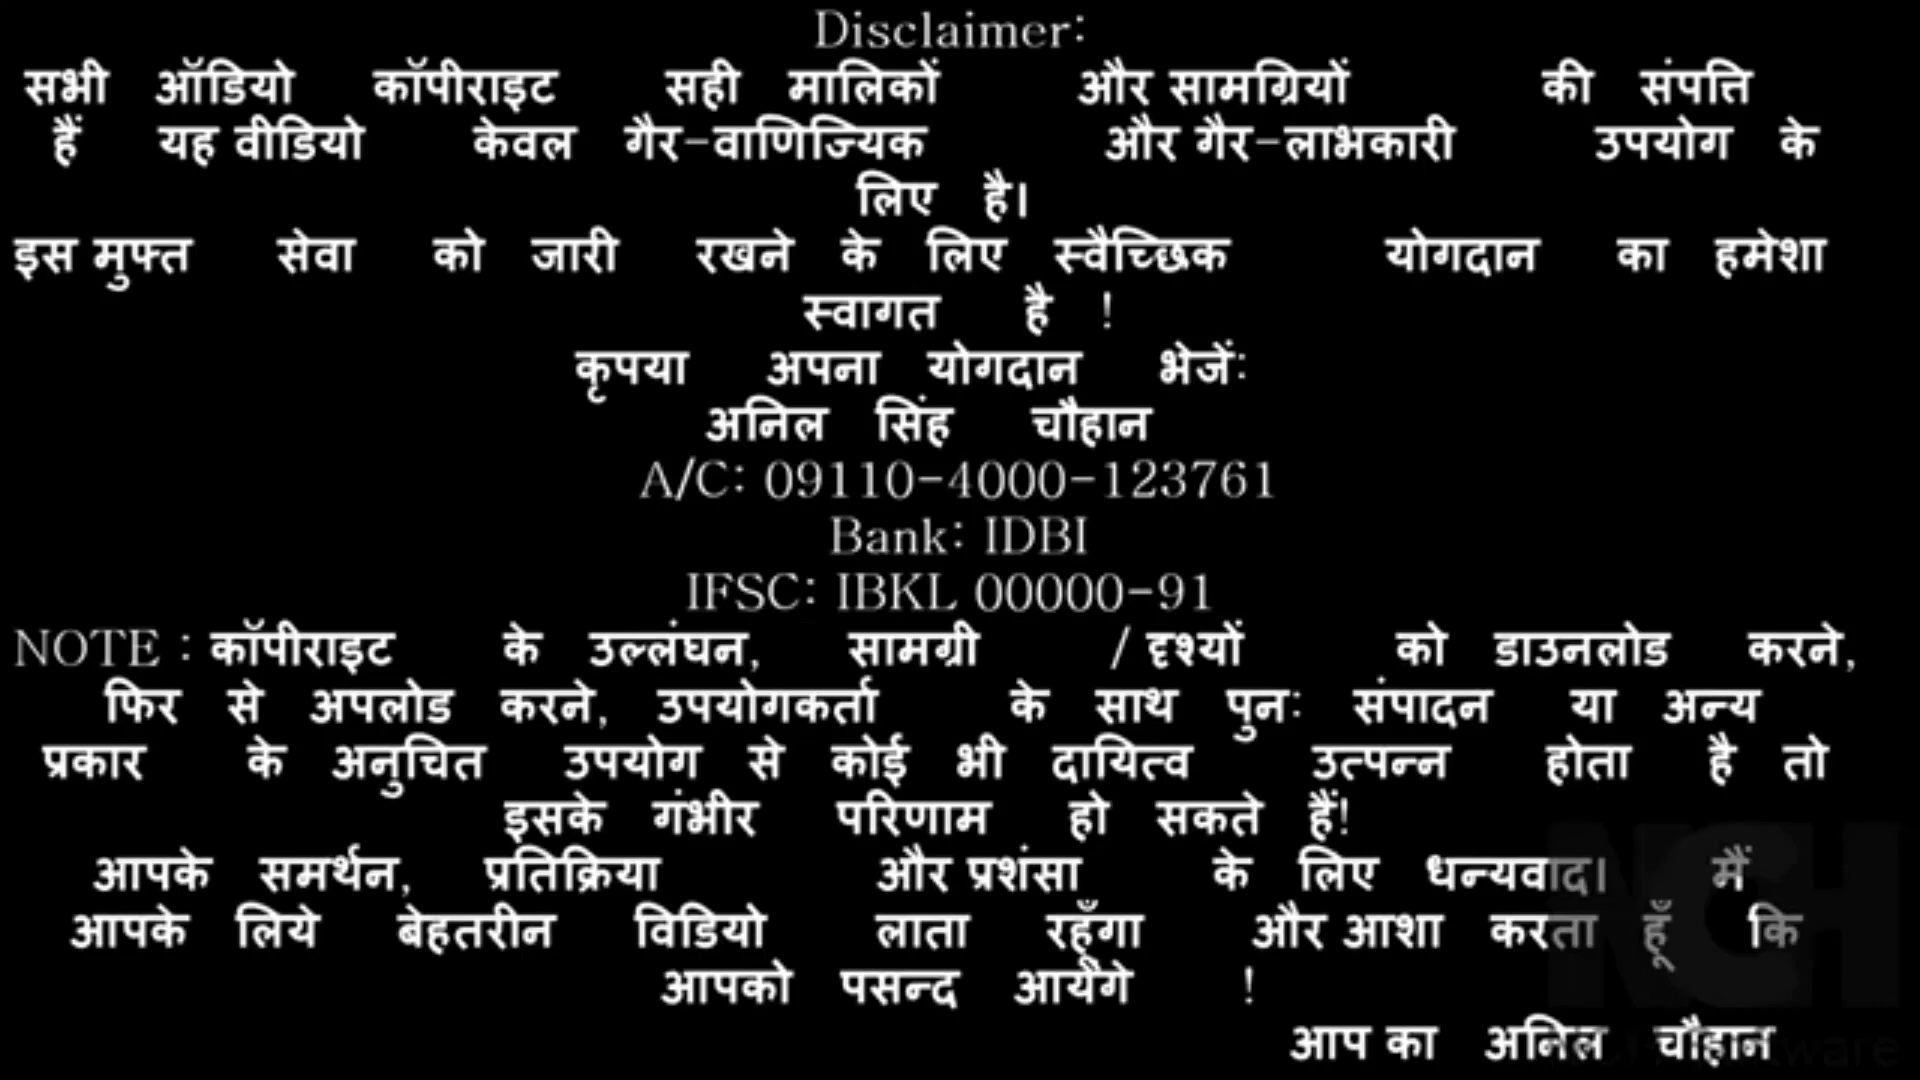 Disclaimer:
सभी ऑडियो कॉपीराइट सही मालिकों और सामग्रियों की संपत्ति
हैं यह वीडियो केवल गैर-वाणिज्यिक और गैर-लाभकारी उपयोग के
लिए है।
इस मुफ्त सेवा को जारी रखने के लिए स्वैच्छिक योगदान का हमेशा
स्वागत है !
कृपया अपना योगदान भेजें:
अनिल सिंह चौहान
A/C: 09110-4000-123761
Bank: IDBI
IFSC: IBKL 00000-91
NOTE : कॉपीराइट के उल्लंघन, सामग्री / दृश्यों को डाउनलोड करने,
फिर से अपलोड करने, उपयोगकर्ता के साथ पुन: संपादन या अन्य
प्रकार के अनुचित उपयोग से कोई भी दायित्व उत्पन्न होता है तो
इसके गंभीर परिणाम हो सकते हैं!
आपके समर्थन, प्रतिक्रिया और प्रशंसा के लिए धन्यवाद। मैं
आपके लिये बेहतरीन विडियो लाता रहूँगा और आशा करता हूँ कि
आपको पसन्द आयेंगे !
आप का अनिल चौहान
NCH